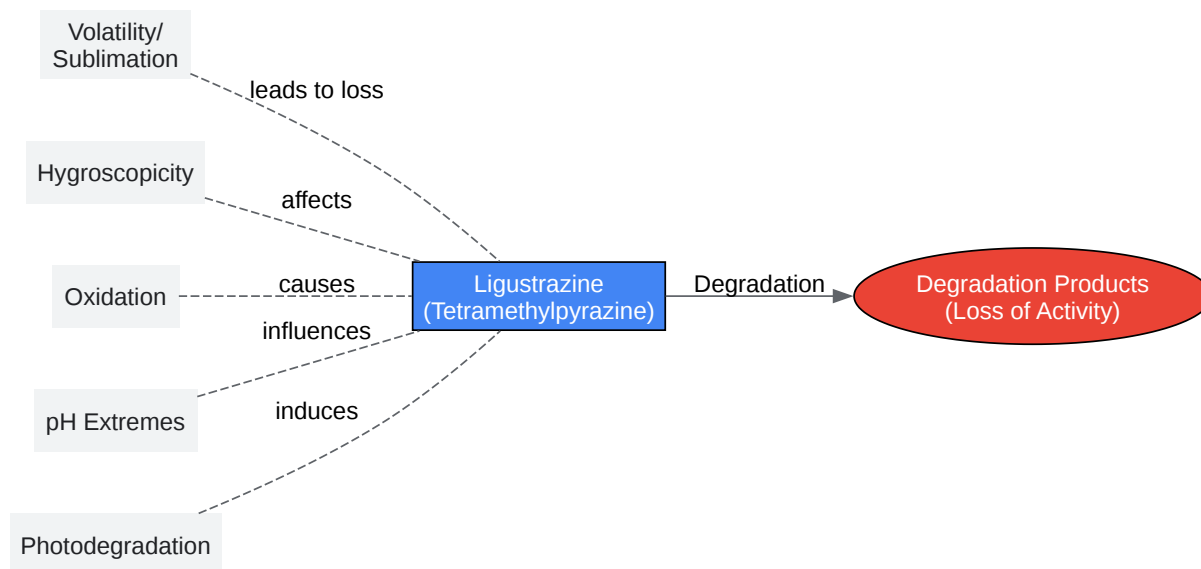 Volatility/
Sublimation
leads to loss
Hygroscopicity
affects
Oxidation
causes
Ligustrazine
(Tetramethylpyrazine)
Degradation
Degradation Products
(Loss of Activity)
influences
pH Extremes
induces
Photodegradation